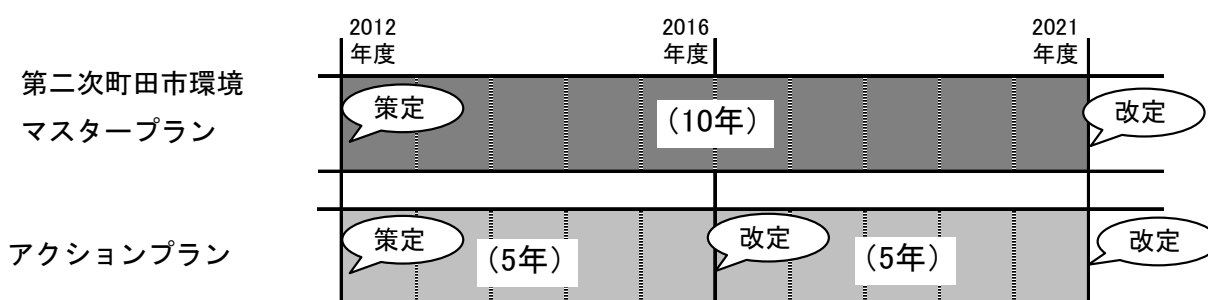 2012
年度
2016
年度
2021
年度
第二次町田市環境
マスタープラン
策定
（10年）
改定
アクションプラン
策定
（5年）
改定
（5年）
改定